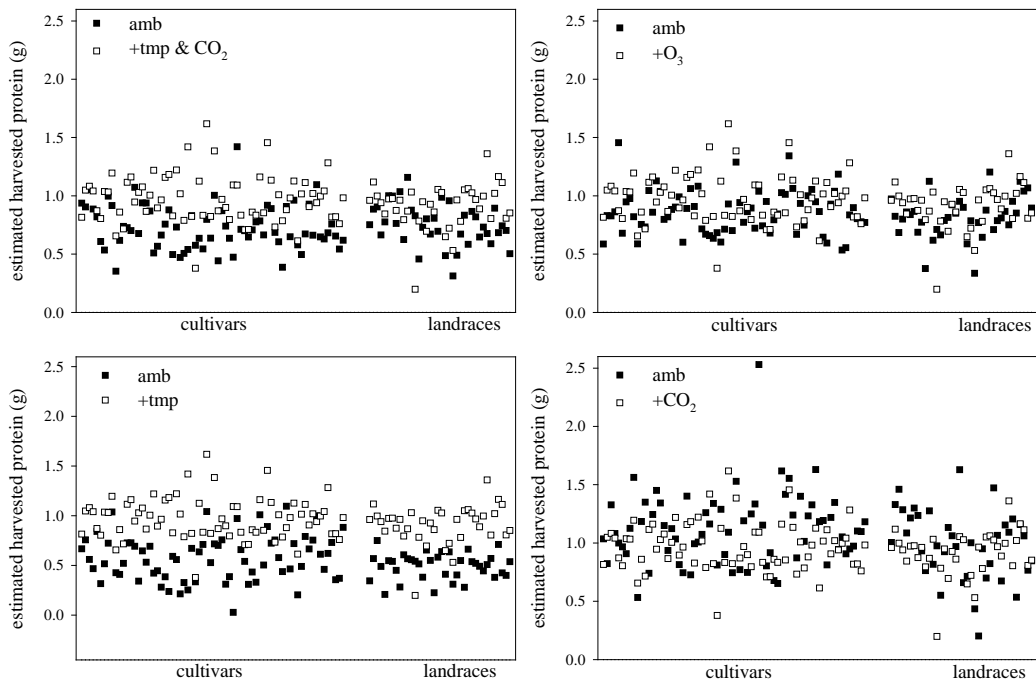 estimated harvested protein (g)
2.5
2.0
1.5
1.0
0.5
0.0
amb
+tmp & CO₂
cultivars
landraces
estimated harvested protein (g)
2.5
2.0
1.5
1.0
0.5
0.0
amb
+O₃
cultivars
landraces
estimated harvested protein (g)
2.5
2.0
1.5
1.0
0.5
0.0
amb
+tmp
cultivars
landraces
estimated harvested protein (g)
2.5
2.0
1.5
1.0
0.5
0.0
amb
+CO₂
cultivars
landraces